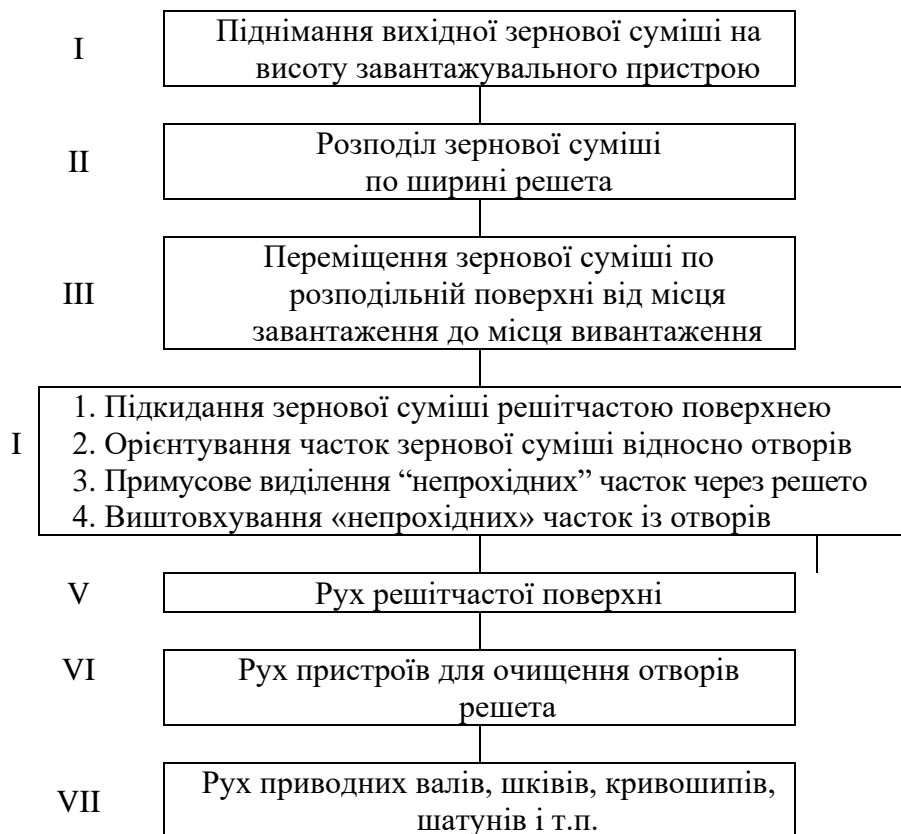 I
Піднімання вихідної зернової суміші на
висоту завантажувального пристрою
II
Розподіл зернової суміші
по ширині решета
III
Переміщення зернової суміші по
розподільній поверхні від місця
завантаження до місця вивантаження
I
1. Підкидання зернової суміші решітчастою поверхнею
2. Орієнтування часток зернової суміші відносно отворів
3. Примусове виділення “непрохідних” часток через решето
4. Виштовхування «непрохідних» часток із отворів
V
Рух решітчастої поверхні
VI
Рух пристроїв для очищення отворів
решета
VII
Рух приводних валів, шківів, кривошипів,
шатунів і т.п.